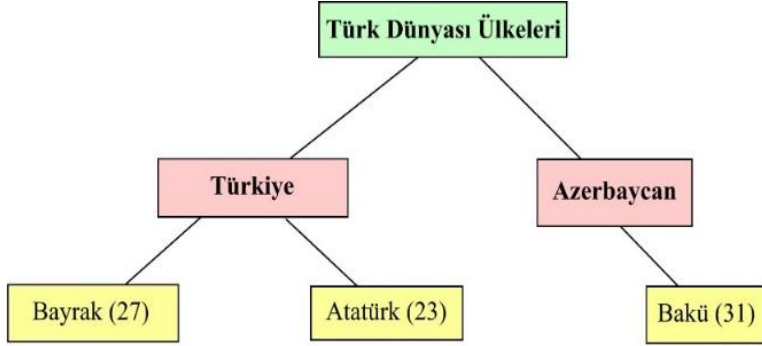 Türk Dünyası Ülkeleri
Türkiye
Azerbaycan
Bayrak (27)
Atatürk (23)
Bakü (31)